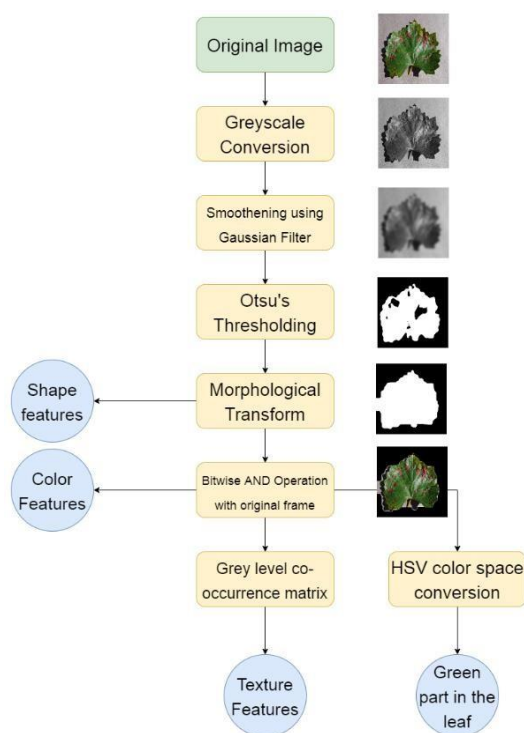 Original Image
Greyscale
Conversion
Smoothening using
Gaussian Filter
Otsu's
Thresholding
Shape
features
Morphological
Transform
Color
Features
Bitwise AND Operation
with original frame
Grey level co-
occurrence matrix
HSV color space
conversion
Texture
Features
Green
part in the
leaf